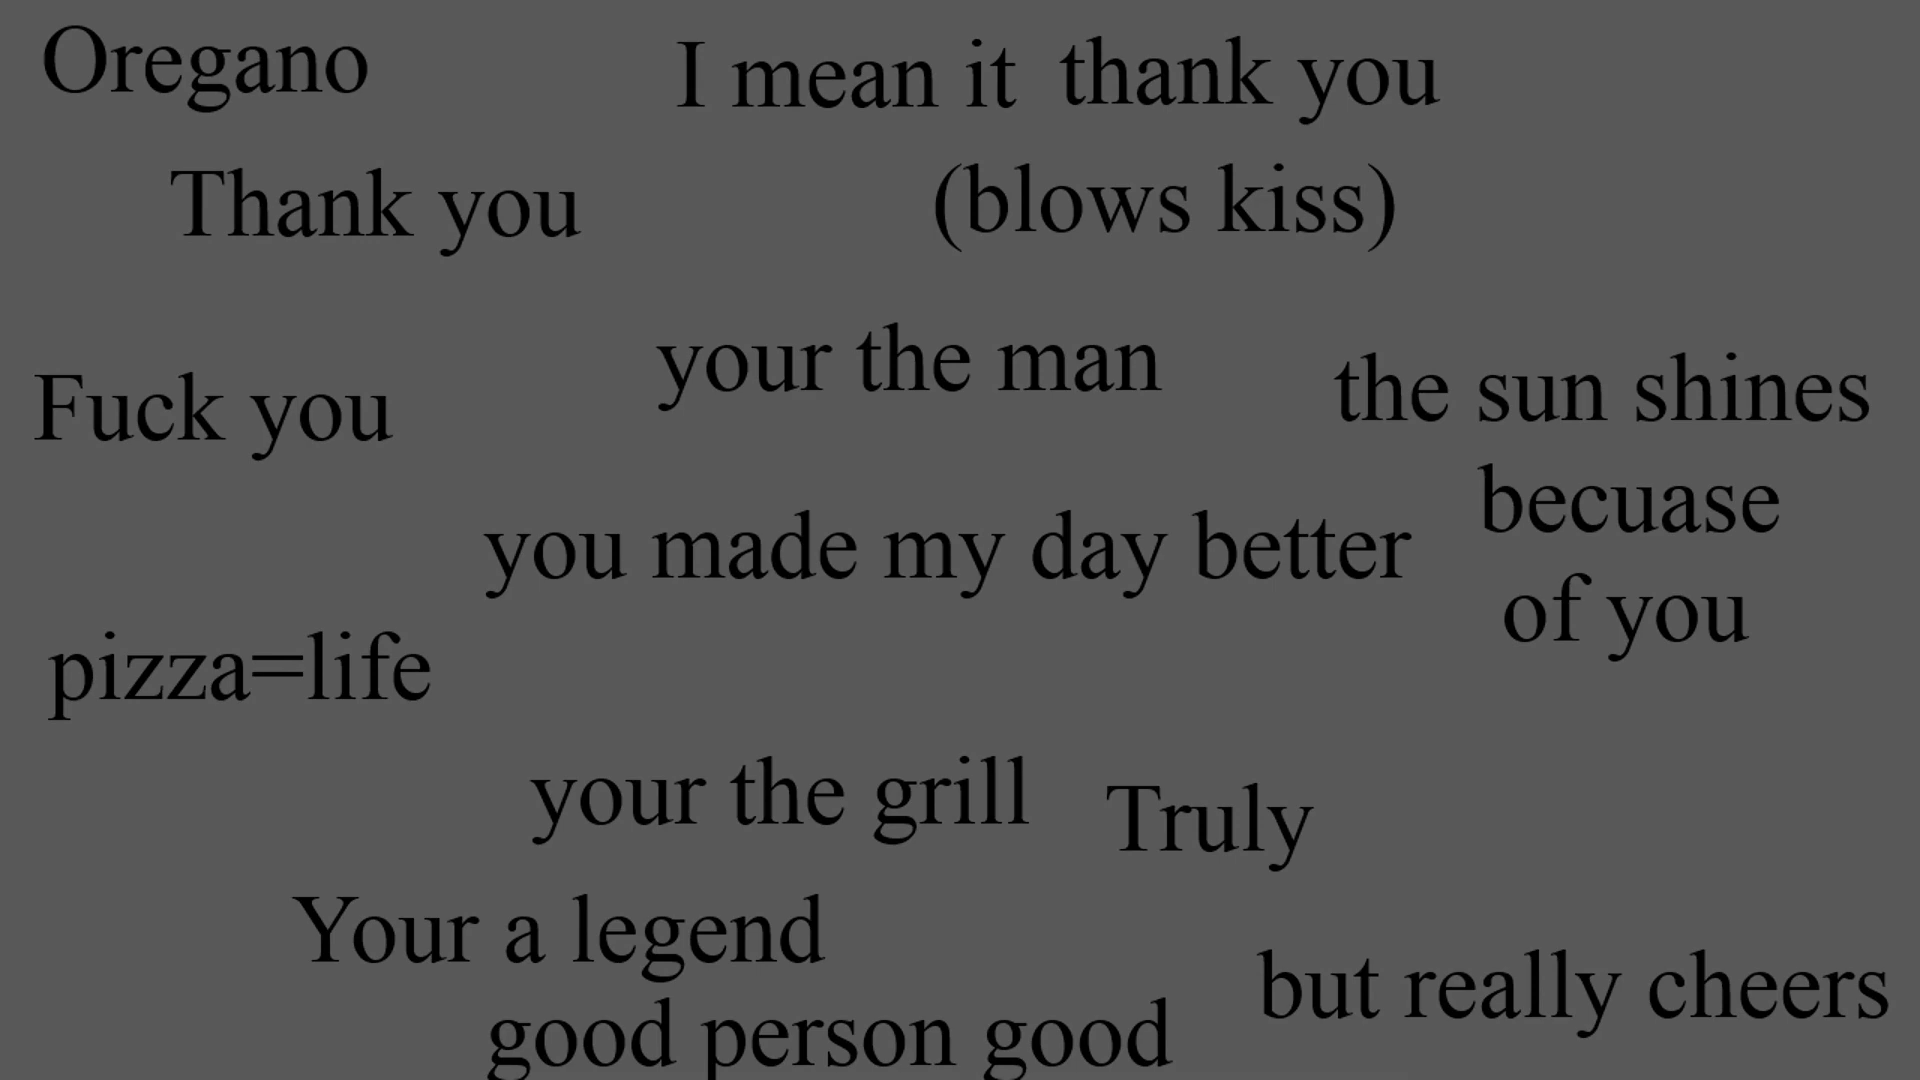 Oregano
I mean it thank you
Thank you
(blows kiss)
your the man
the sun shines
becuase
of you
Fuck you
you made my day better
pizza=life
your the grill
Truly
Your a legend
but really cheers
good person good